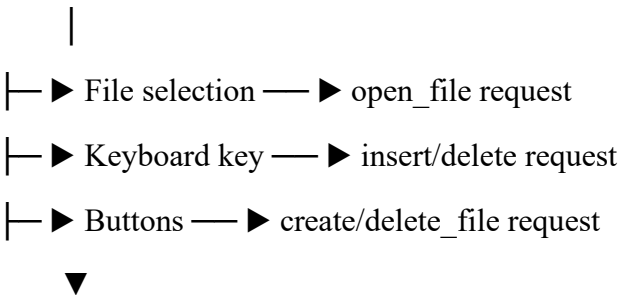 │
├─ ► File selection ── ► open_file request
├─ ► Keyboard key ── ► insert/delete request
├─ ► Buttons ── ► create/delete_file request
▼